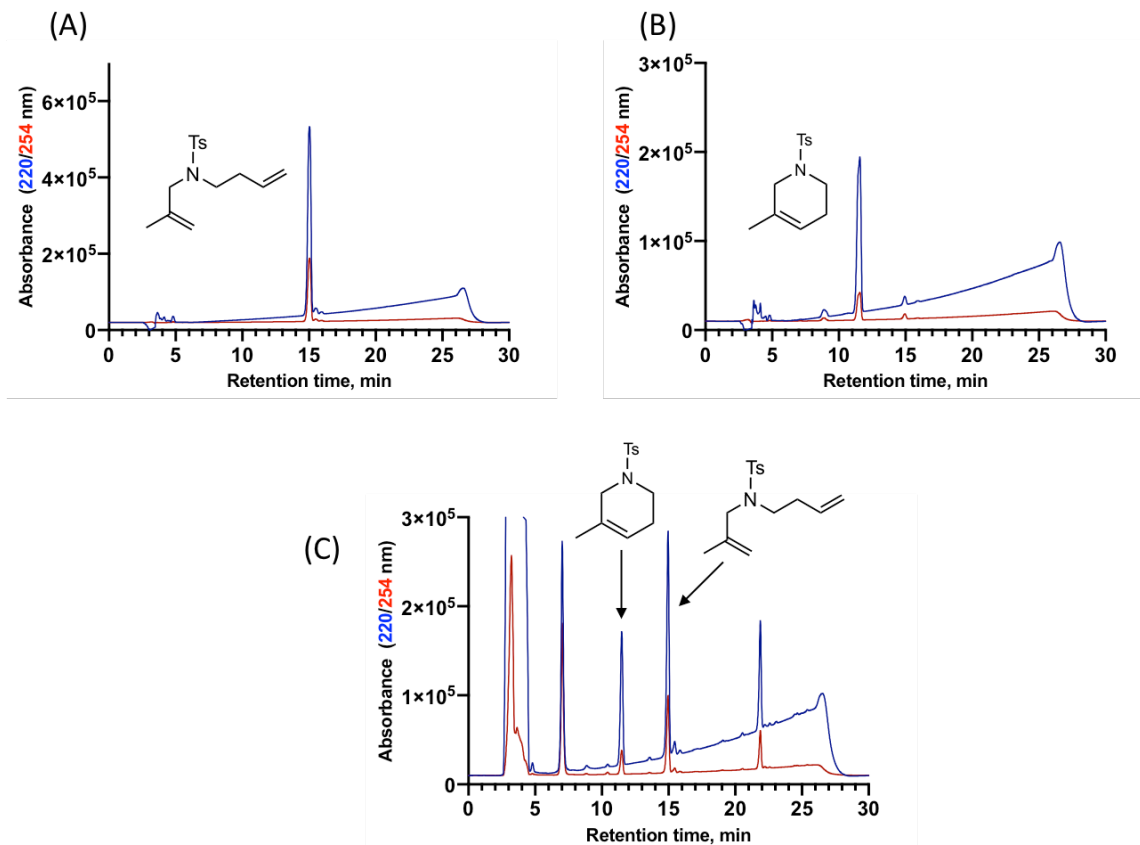 (A)
Absorbance (220/254 nm)
6×10⁵
4×10⁵
2×10⁵
0
0 5 10 15 20 25 30
Retention time, min
Ts
N
(B)
Absorbance (220/254 nm)
3×10⁵
2×10⁵
1×10⁵
0
0 5 10 15 20 25 30
Retention time, min
Ts
N
(C)
Absorbance (220/254 nm)
3×10⁵
2×10⁵
1×10⁵
0
0 5 10 15 20 25 30
Retention time, min
Ts
N
Ts
N